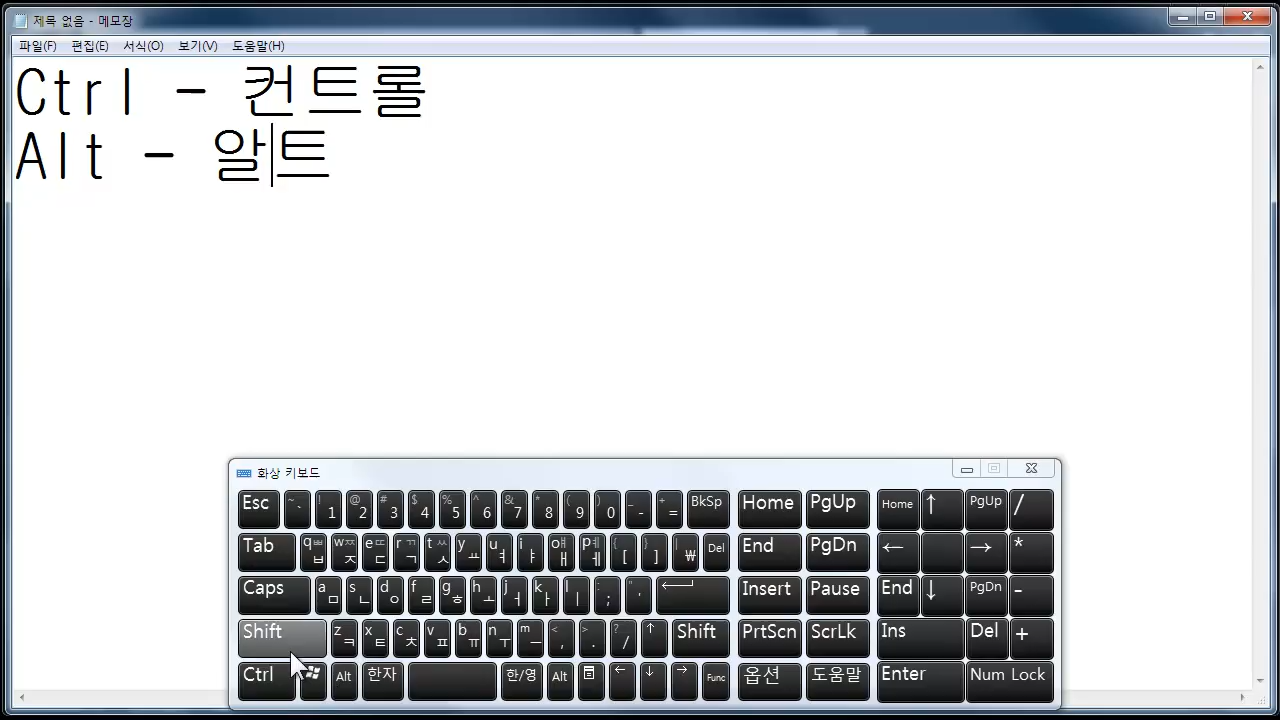 제목 없음 - 메모장
파일(F) 편집(E) 서식(O) 보기(V) 도움말(H)
Ctrl - 컨트롤
Alt - 알트
화상 키보드
Esc ~ ` ! 1 @ 2 # 3 $ 4 % 5 ^ 6 & 7 * 8 ( 9 ) 0 _ - + = BkSp Home PgUp Home ↑ PgUp /
Tab q ㅃ ㅂ w ㅉ ㅈ e ㄸ ㄷ r ㄲ ㄱ t ㅆ ㅅ y ㅛ u ㅕ i ㅑ o ㅒ ㅐ p ㅖ ㅔ { [ } ] | ₩ Del End PgDn ← → *
Caps a ㅁ s ㄴ d ㅇ f ㄹ g ㅎ h ㅗ j ㅓ k ㅏ l ㅣ : ; " ' Insert Pause End ↓ PgDn -
Shift z ㅋ x ㅌ c ㅊ v ㅍ b ㅠ n ㅜ m ㅡ < , > . ? / ↑ Shift PrtScn ScrLk Ins Del +
Ctrl Alt 한자 한/영 Alt ← ↓ → Func 옵션 도움말 Enter Num Lock